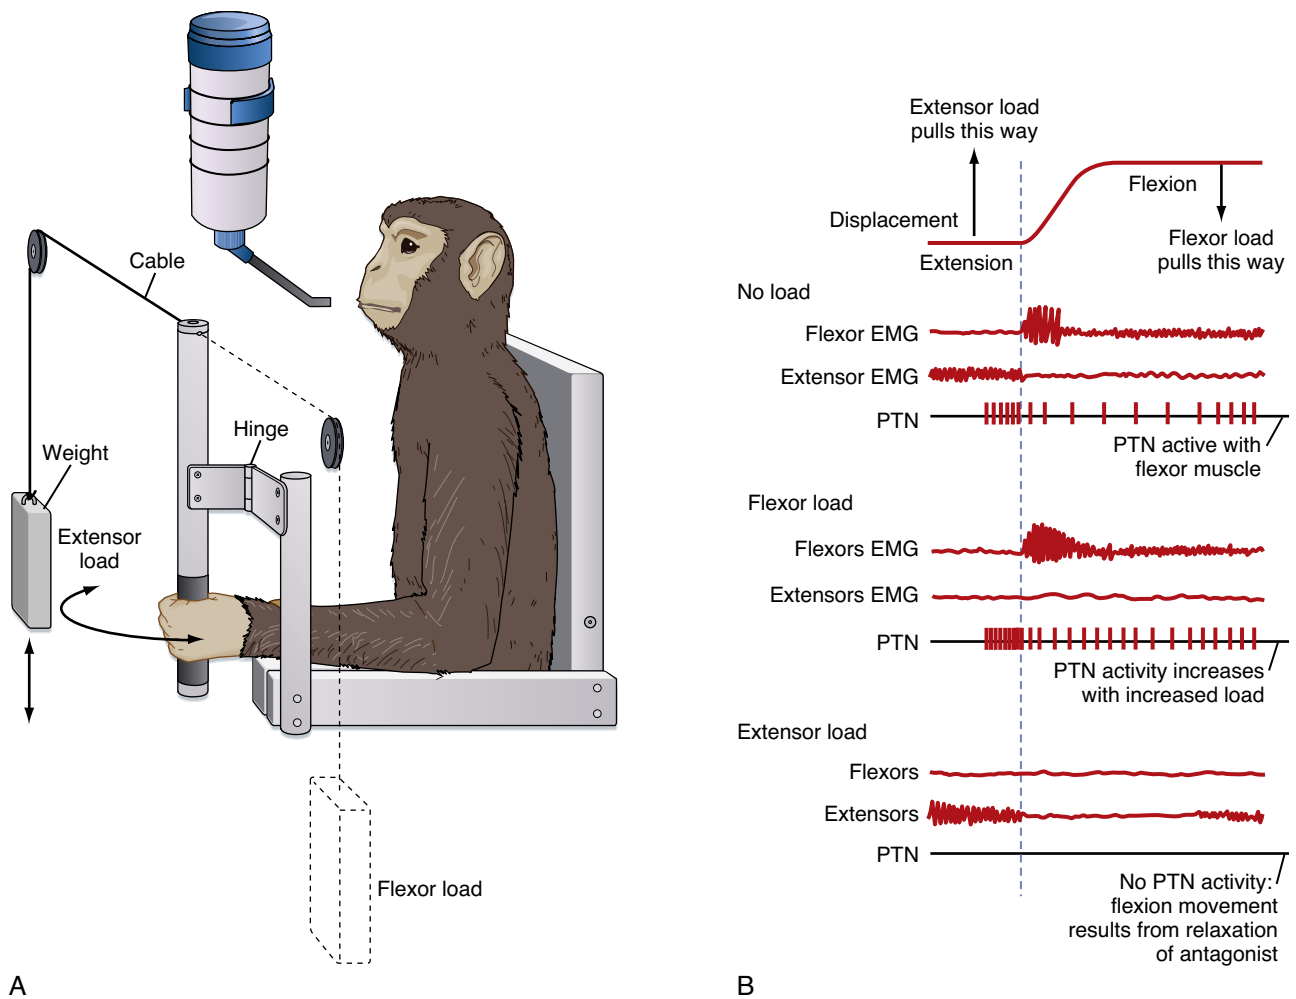 Cable
Weight
Extensor
load
Hinge
Flexor load
A
Extensor load
pulls this way
Displacement
Flexion
Extension
Flexor load
pulls this way
No load
Flexor EMG
Extensor EMG
PTN
PTN active with
flexor muscle
Flexor load
Flexors EMG
Extensors EMG
PTN
PTN activity increases
with increased load
Extensor load
Flexors
Extensors
PTN
No PTN activity:
flexion movement
results from relaxation
of antagonist
B